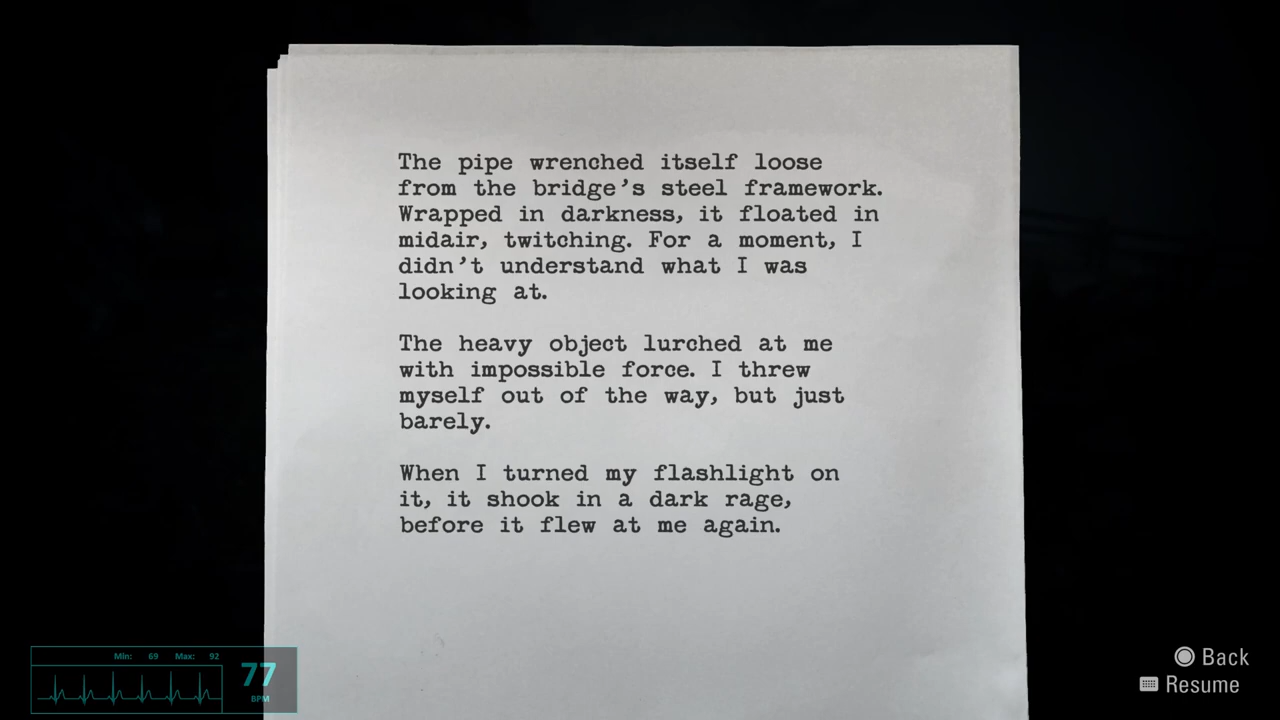 The pipe wrenched itself loose
from the bridge's steel framework.
Wrapped in darkness, it floated in
midair, twitching. For a moment, I
didn't understand what I was
looking at.
The heavy object lurched at me
with impossible force. I threw
myself out of the way, but just
barely.
When I turned my flashlight on
it, it shook in a dark rage,
before it flew at me again.
Min: 69 Max: 92
77
BPM
Back
Resume